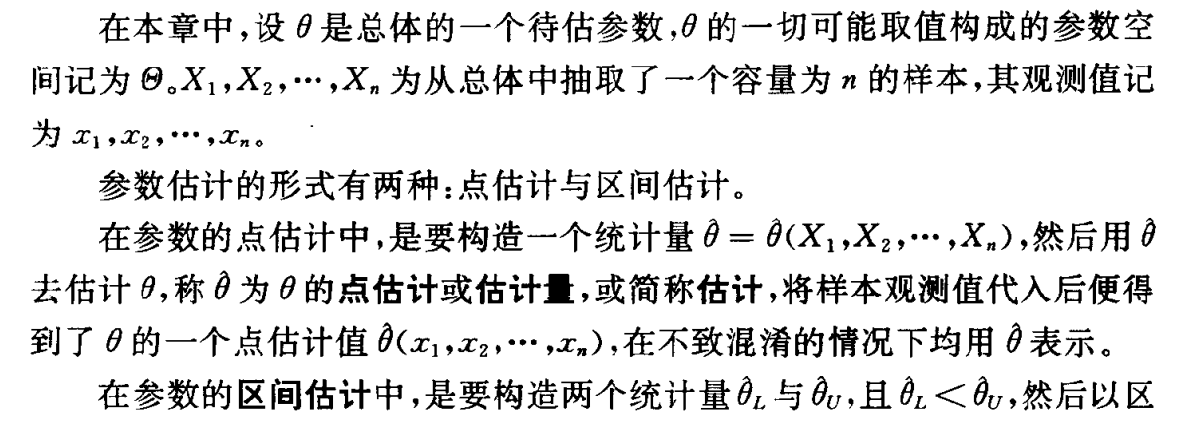 在本章中,设 θ 是总体的一个待估参数,θ 的一切可能取值构成的参数空
间记为 Θ。X₁,X₂,…,Xₙ 为从总体中抽取了一个容量为 n 的样本,其观测值记
为 x₁,x₂,…,xₙ。
参数估计的形式有两种:点估计与区间估计。
在参数的点估计中,是要构造一个统计量 θ̂ = θ̂(X₁,X₂,…,Xₙ),然后用 θ̂
去估计 θ,称 θ̂ 为 θ 的点估计或估计量,或简称估计,将样本观测值代入后便得
到了 θ 的一个点估计值 θ̂(x₁,x₂,…,xₙ),在不致混淆的情况下均用 θ̂ 表示。
在参数的区间估计中,是要构造两个统计量 θ̂_L 与 θ̂_U,且 θ̂_L < θ̂_U,然后以区